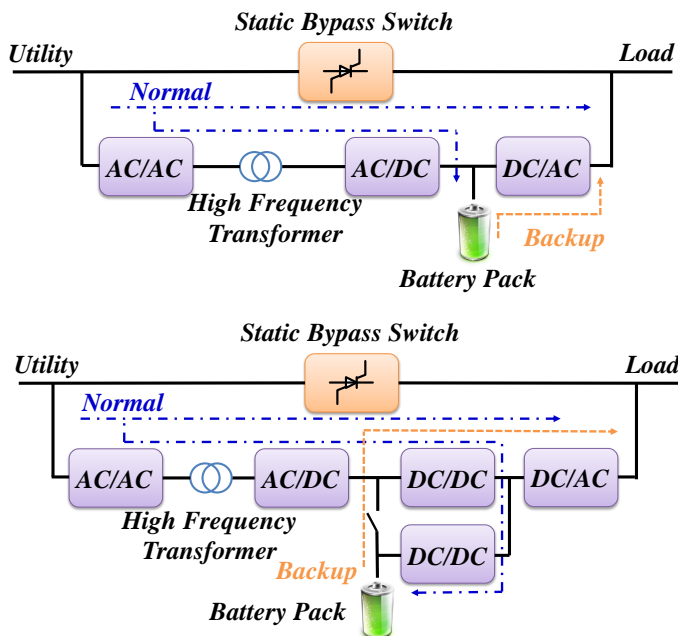 Static Bypass Switch
Utility
Load
Normal
AC/AC
AC/DC
DC/AC
High Frequency
Transformer
Backup
Battery Pack
Static Bypass Switch
Utility
Load
Normal
AC/AC
AC/DC
DC/DC
DC/AC
High Frequency
Transformer
DC/DC
Backup
Battery Pack